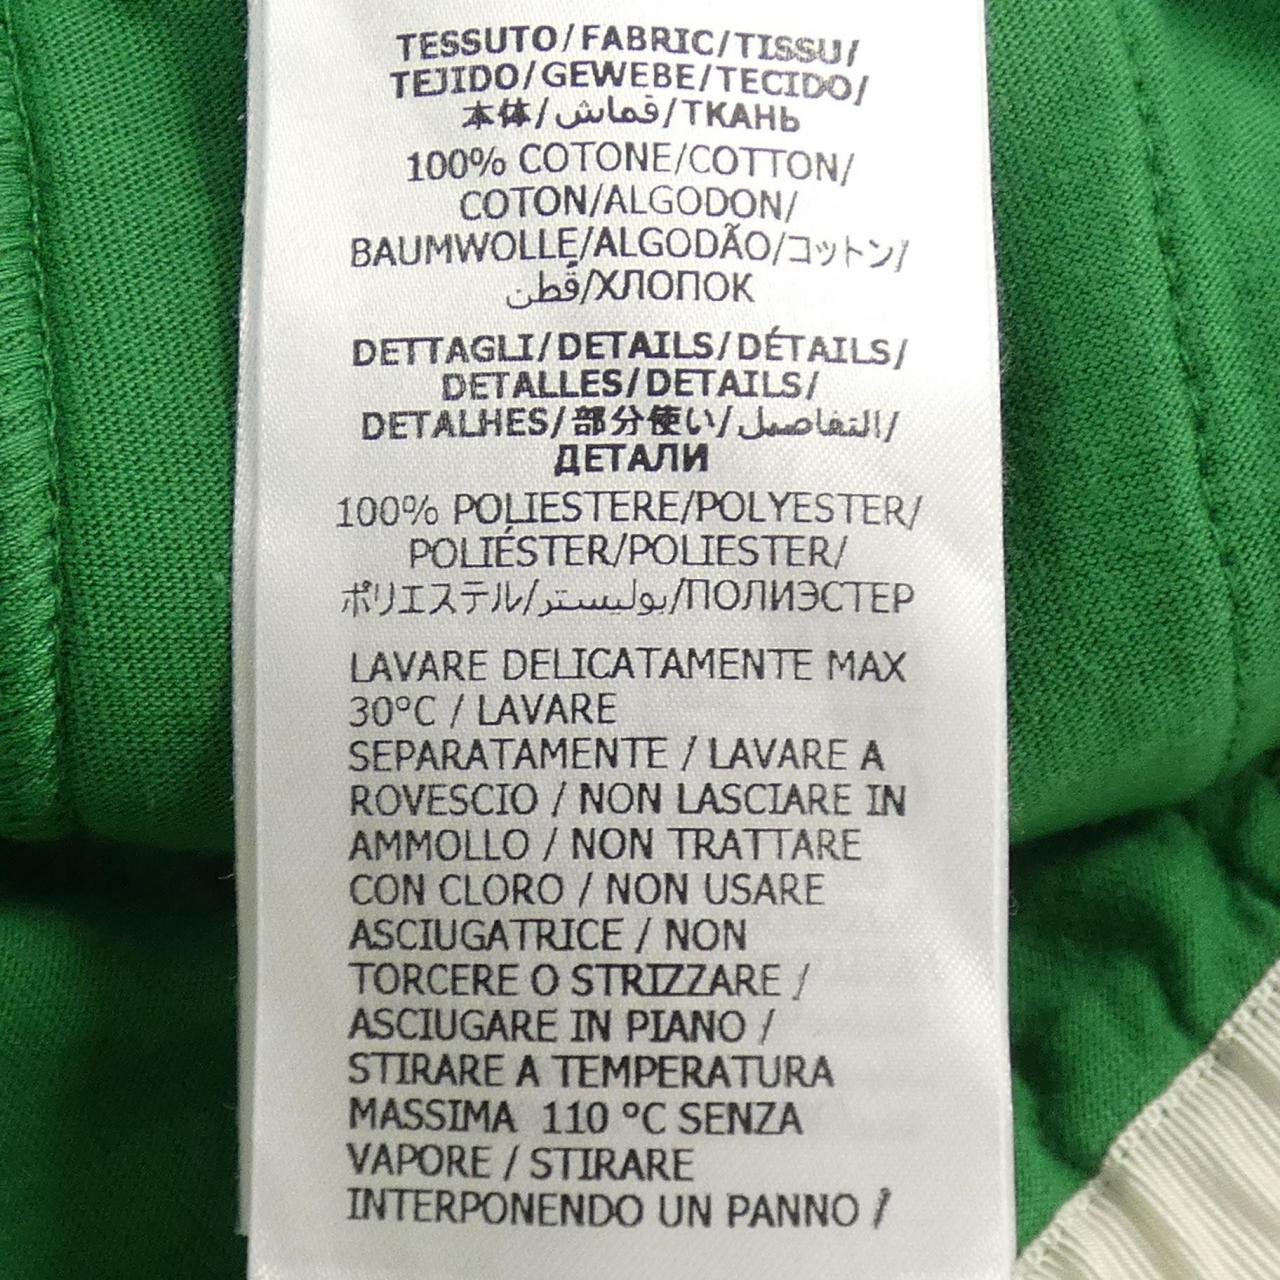 TESSUTO/FABRIC/TISSU/
TEJIDO/GEWEBE/TECIDO/
本体/قماش/ТКАНЬ
100% COTONE/COTTON/
COTON/ALGODON/
BAUMWOLLE/ALGODÃO/コットン/
قطن/ХЛОПОК
DETTAGLI/DETAILS/DÉTAILS/
DETALLES/DETAILS/
DETALHES/部分使い/التفاصيل/
ДЕТАЛИ
100% POLIESTERE/POLYESTER/
POLIÉSTER/POLIESTER/
ポリエステル/بوليستر/ПОЛИЭСТЕР
LAVARE DELICATAMENTE MAX
30°C / LAVARE
SEPARATAMENTE / LAVARE A
ROVESCIO / NON LASCIARE IN
AMMOLLO / NON TRATTARE
CON CLORO / NON USARE
ASCIUGATRICE / NON
TORCERE O STRIZZARE /
ASCIUGARE IN PIANO /
STIRARE A TEMPERATURA
MASSIMA 110 °C SENZA
VAPORE / STIRARE
INTERPONENDO UN PANNO /